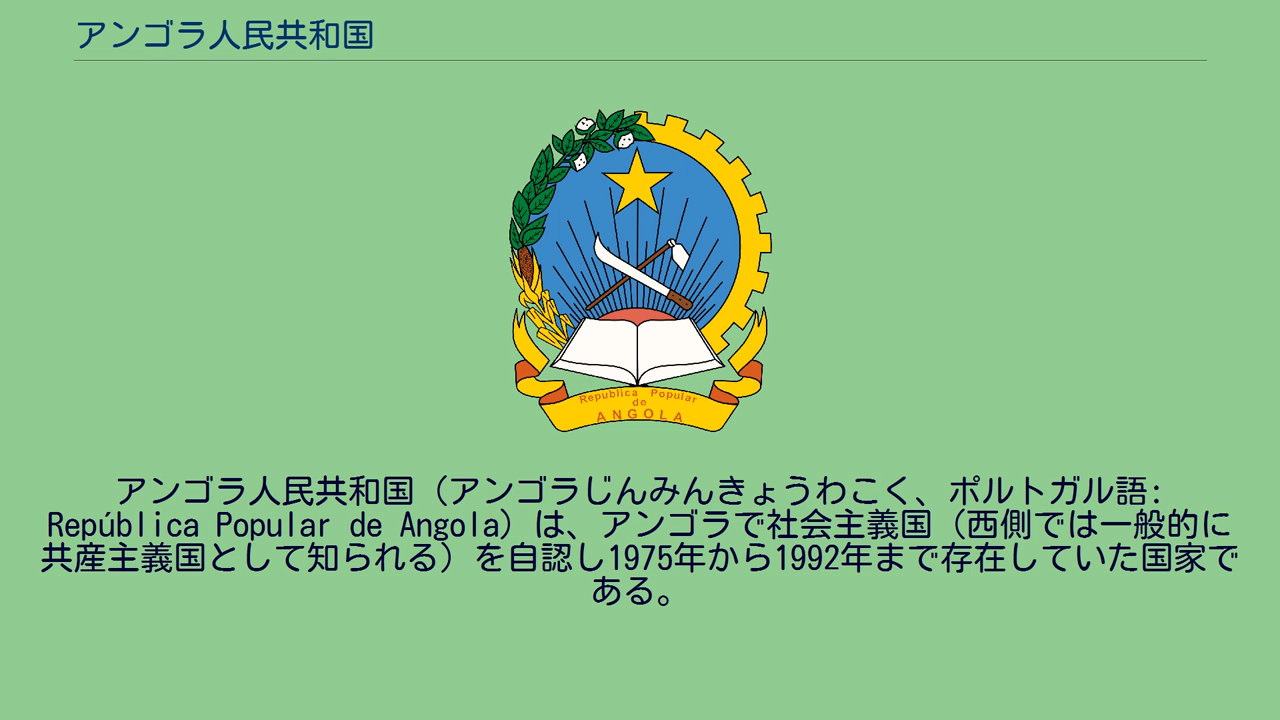 アンゴラ人民共和国
Republica Popular
de
ANGOLA
アンゴラ人民共和国（アンゴラじんみんきょうわこく、ポルトガル語:
República Popular de Angola）は、アンゴラで社会主義国（西側では一般的に
共産主義国として知られる）を自認し1975年から1992年まで存在していた国家で
ある。